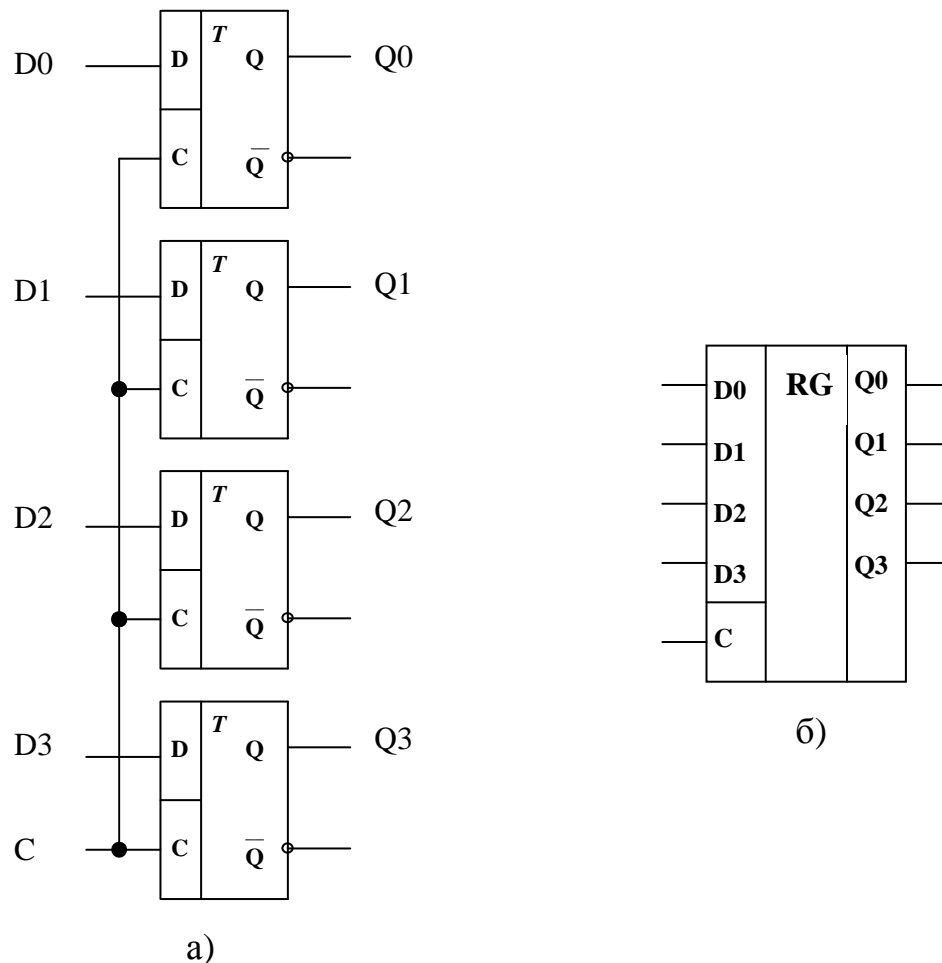 D0 D T Q Q0
C Q̅
D1 D T Q Q1
C Q̅
D2 D T Q Q2
C Q̅
D3 D T Q Q3
C C Q̅
а)
D0 RG Q0
D1 Q1
D2 Q2
D3 Q3
C
б)